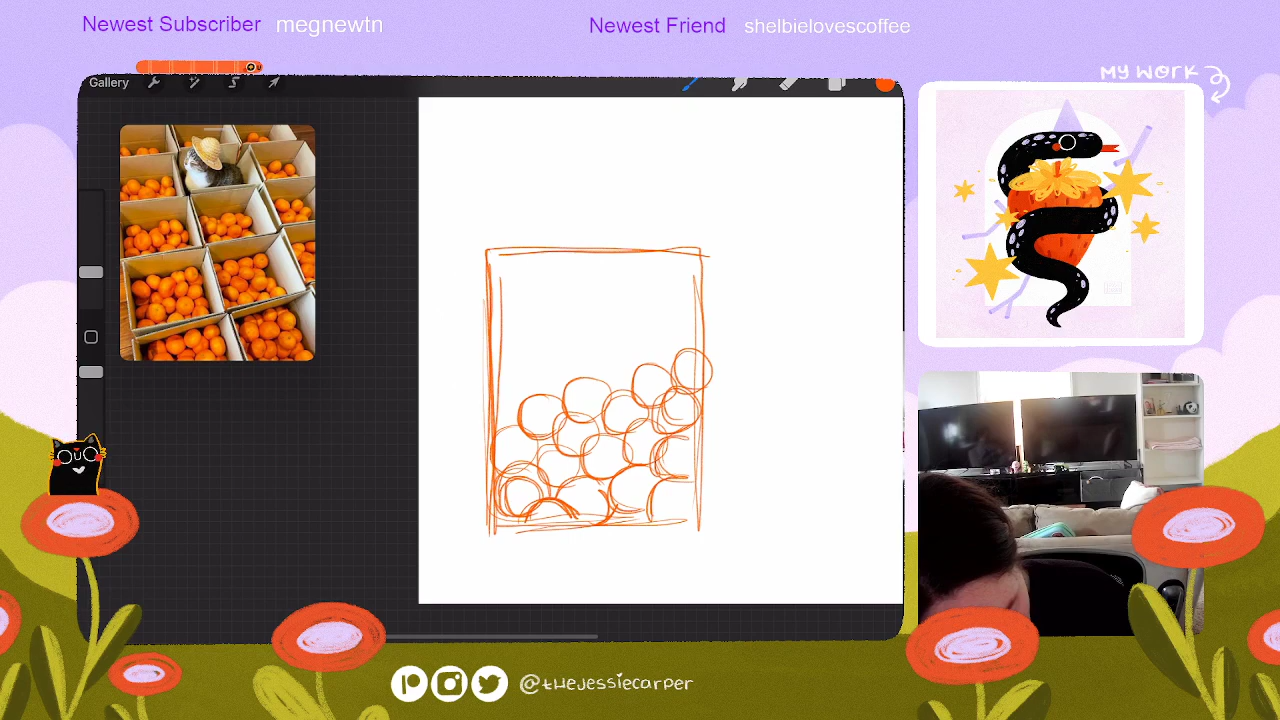 Newest Subscriber megnewtn
Newest Friend shelbielovescoffee
MY WORK
Gallery
@tHeJessiecarper